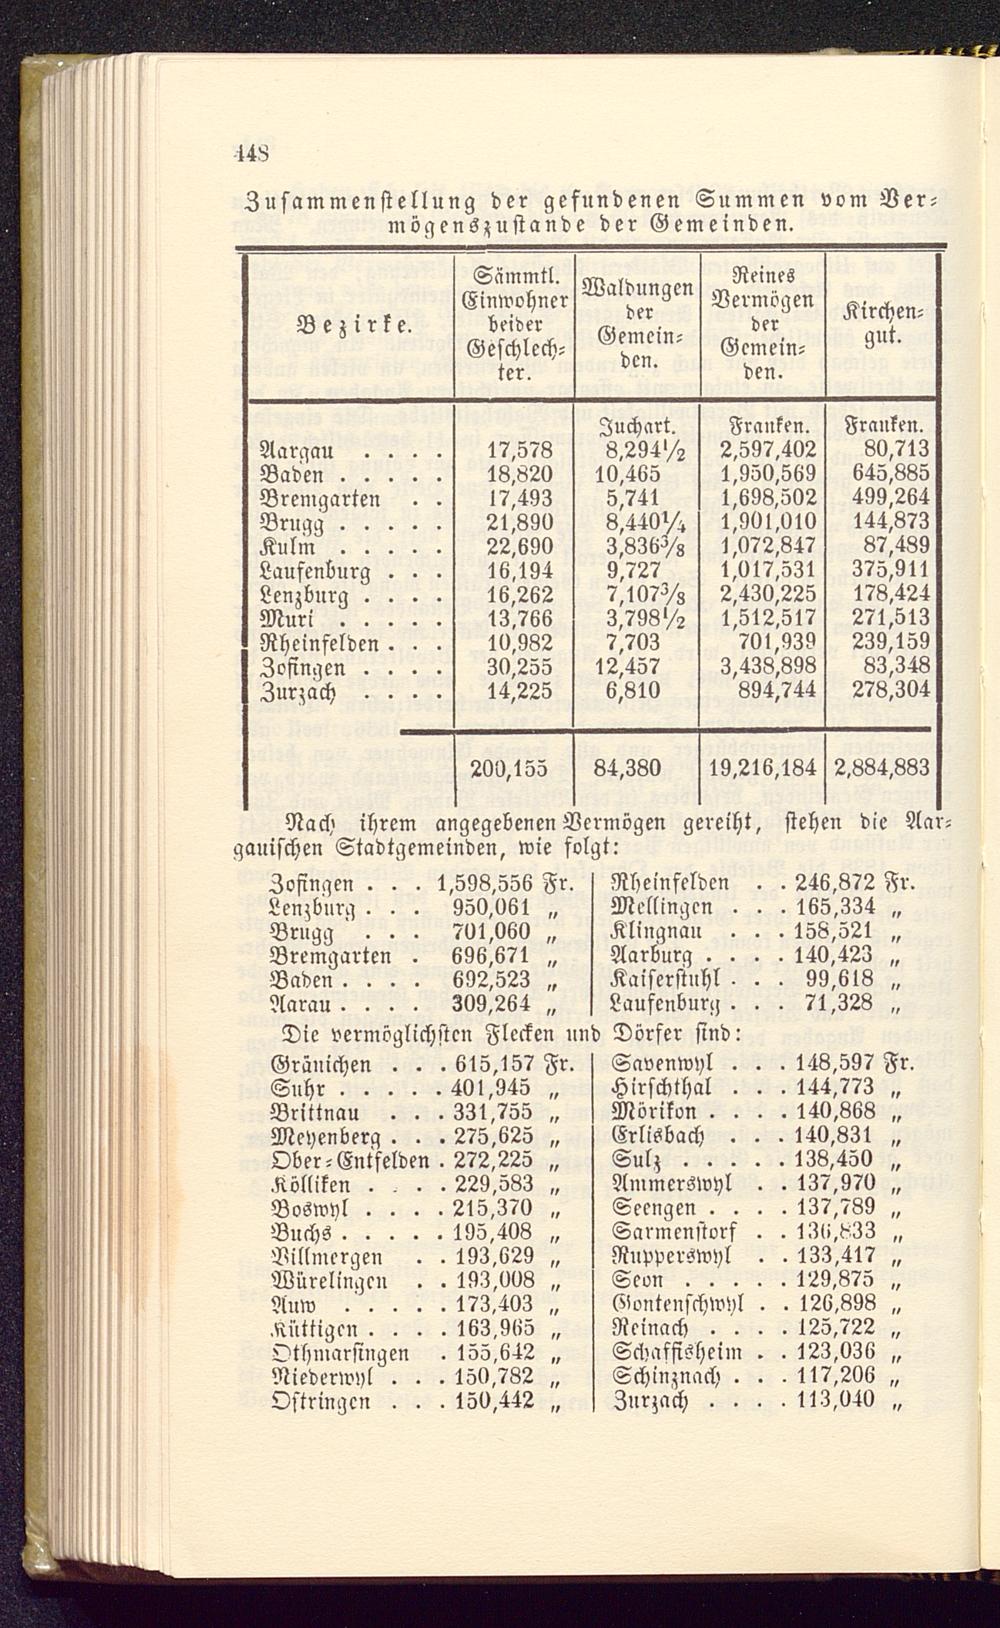 448
Zusammenstellung der gefundenen Summen vom Ver-
mögenszustande der Gemeinden.
Bezirke. | Sämmtl. Einwohner beider Geschlech-ter. | Waldungen der Gemein-den. | Reines Vermögen der Gemein-den. | Kirchen-gut.
Juchart. Franken. Franken.
Aargau . . . . 17,578 8,294½ 2,597,402 80,713
Baden . . . . . 18,820 10,465 1,950,569 645,885
Bremgarten . . 17,493 5,741 1,698,502 499,264
Brugg . . . . . 21,890 8,440¼ 1,901,010 144,873
Kulm . . . . . 22,690 3,836⅜ 1,072,847 87,489
Laufenburg . . . 16,194 9,727 1,017,531 375,911
Lenzburg . . . . 16,262 7,107⅜ 2,430,225 178,424
Muri . . . . . 13,766 3,798½ 1,512,517 271,513
Rheinfelden . . . 10,982 7,703 701,939 239,159
Zofingen . . . . 30,255 12,457 3,438,898 83,348
Zurzach . . . . 14,225 6,810 894,744 278,304
200,155 84,380 19,216,184 2,884,883
Nach ihrem angegebenen Vermögen gereiht, stehen die Aar-
gauischen Stadtgemeinden, wie folgt:
Zofingen . . . 1,598,556 Fr. | Rheinfelden . . 246,872 Fr.
Lenzburg . . . 950,061 „ | Mellingen . . . 165,334 „
Brugg . . . . 701,060 „ | Klingnau . . . 158,521 „
Bremgarten . 696,671 „ | Aarburg . . . . 140,423 „
Baden . . . . 692,523 „ | Kaiserstuhl . . . 99,618 „
Aarau . . . . 309,264 „ | Laufenburg . . . 71,328 „
Die vermöglichsten Flecken und Dörfer sind:
Gränichen . . . 615,157 Fr. | Savenwyl . . . 148,597 Fr.
Suhr . . . . . 401,945 „ | Hirschthal . . . 144,773 „
Brittnau . . . 331,755 „ | Mörikon . . . . 140,868 „
Meyenberg . . . 275,625 „ | Erlisbach . . . 140,831 „
Ober-Entfelden . 272,225 „ | Sulz . . . . . 138,450 „
Kölliken . . . . 229,583 „ | Ammerswyl . . 137,970 „
Boswyl . . . . 215,370 „ | Seengen . . . . 137,789 „
Buchs . . . . . 195,408 „ | Sarmenstorf . . 136,833 „
Villmergen . . 193,629 „ | Rupperswyl . . 133,417 „
Würelingen . . 193,008 „ | Seon . . . . . 129,875 „
Auw . . . . . 173,403 „ | Gontenschwyl . . 126,898 „
Küttigen . . . . 163,965 „ | Reinach . . . . 125,722 „
Othmarsingen . 155,642 „ | Schaffisheim . . 123,036 „
Niederwyl . . . 150,782 „ | Schinznach . . . 117,206 „
Oftringen . . . 150,442 „ | Zurzach . . . . 113,040 „